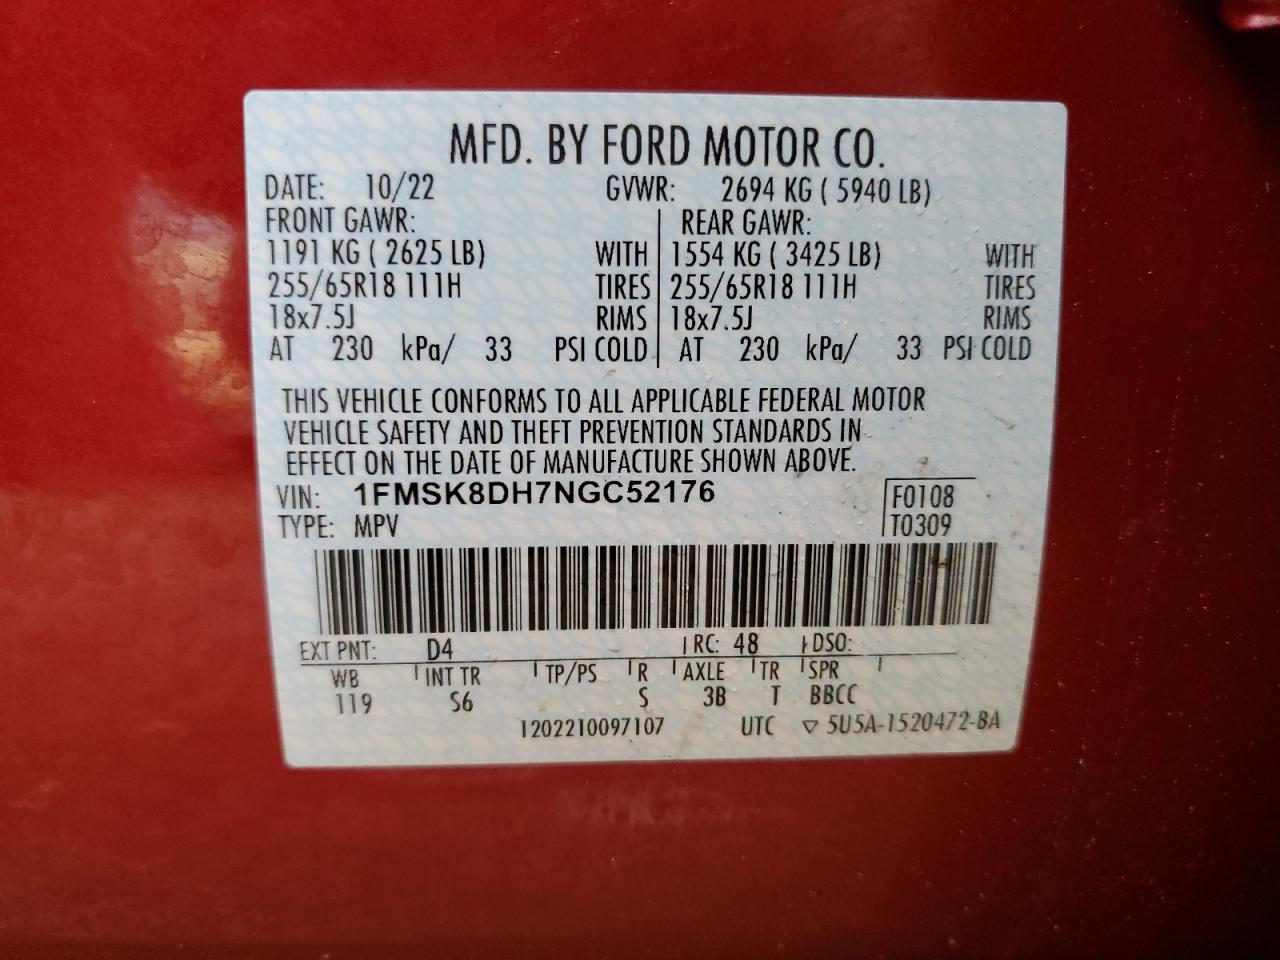 MFD. BY FORD MOTOR CO.
DATE: 10/22 GVWR: 2694 KG ( 5940 LB)
FRONT GAWR: REAR GAWR:
1191 KG ( 2625 LB) WITH 1554 KG ( 3425 LB) WITH
255/65R18 111H TIRES 255/65R18 111H TIRES
18x7.5J RIMS 18x7.5J RIMS
AT 230 kPa/ 33 PSI COLD AT 230 kPa/ 33 PSI COLD
THIS VEHICLE CONFORMS TO ALL APPLICABLE FEDERAL MOTOR
VEHICLE SAFETY AND THEFT PREVENTION STANDARDS IN
EFFECT ON THE DATE OF MANUFACTURE SHOWN ABOVE.
VIN: 1FMSK8DH7NGC52176 F0108
TYPE: MPV T0309
EXT PNT: D4 RC: 48 DSO:
WB INT TR TP/PS R AXLE TR SPR
119 S6 S 3B T BBCC
1202210097107 UTC ▽ 5U5A-1520472-BA